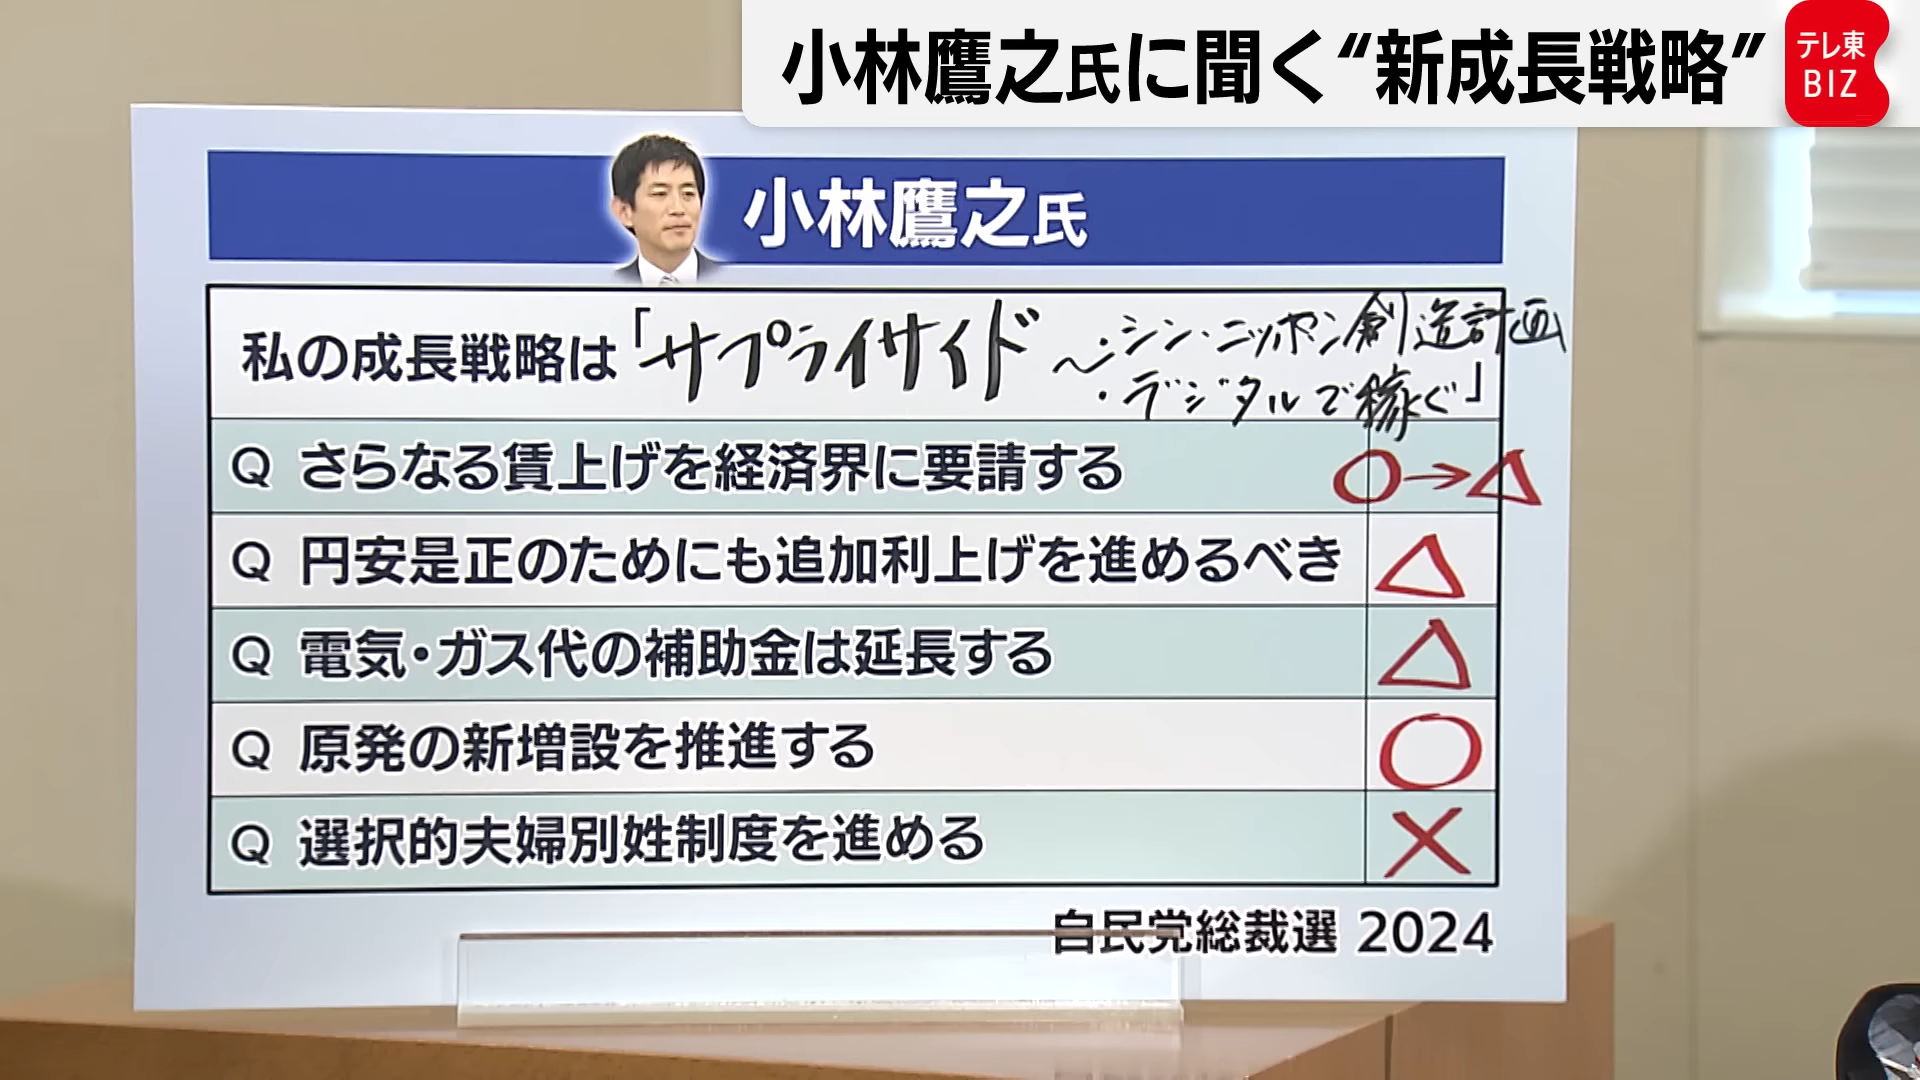 小林鷹之氏に聞く“新成長戦略”
テレ東
BIZ
小林鷹之氏
私の成長戦略は「サプライサイド ～・シン・ニッポン創造計画
・デジタルで稼ぐ」
Q さらなる賃上げを経済界に要請する ○→△
Q 円安是正のためにも追加利上げを進めるべき △
Q 電気・ガス代の補助金は延長する △
Q 原発の新増設を推進する ○
Q 選択的夫婦別姓制度を進める ×
自民党総裁選 2024